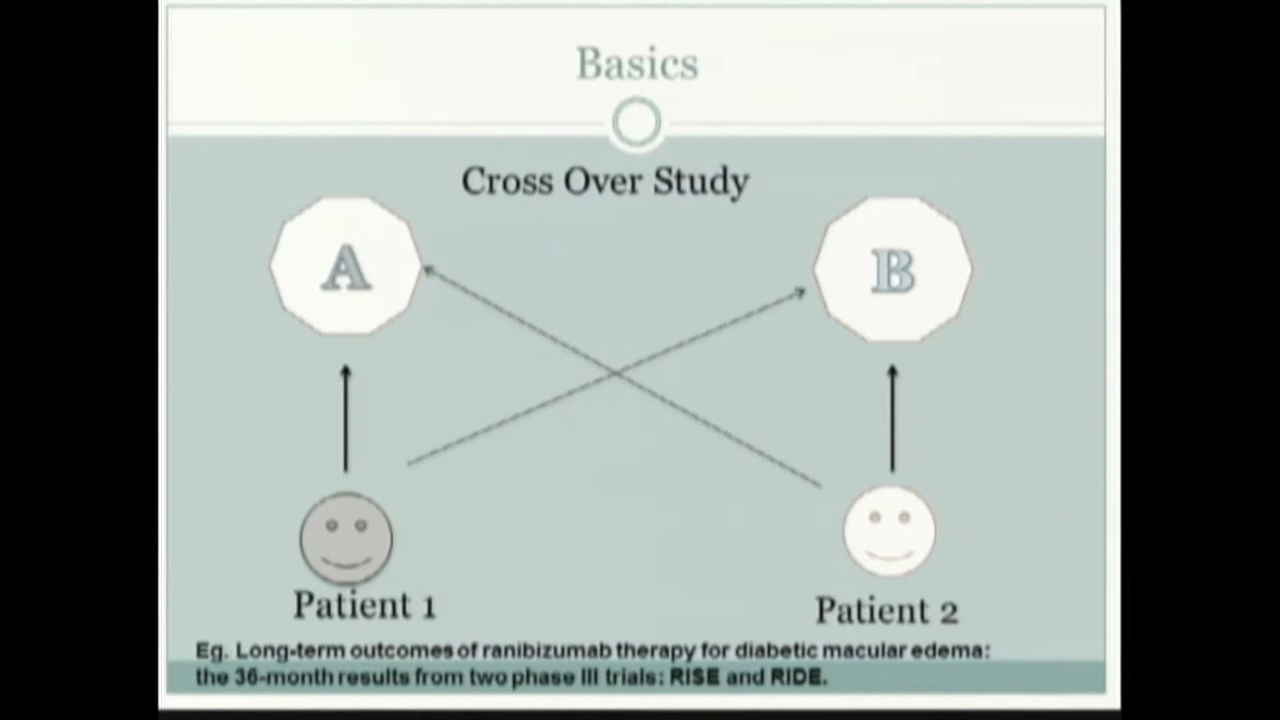 Basics
Cross Over Study
A
B
Patient 1
Patient 2
Eg. Long-term outcomes of ranibizumab therapy for diabetic macular edema:
the 36-month results from two phase III trials: RISE and RIDE.